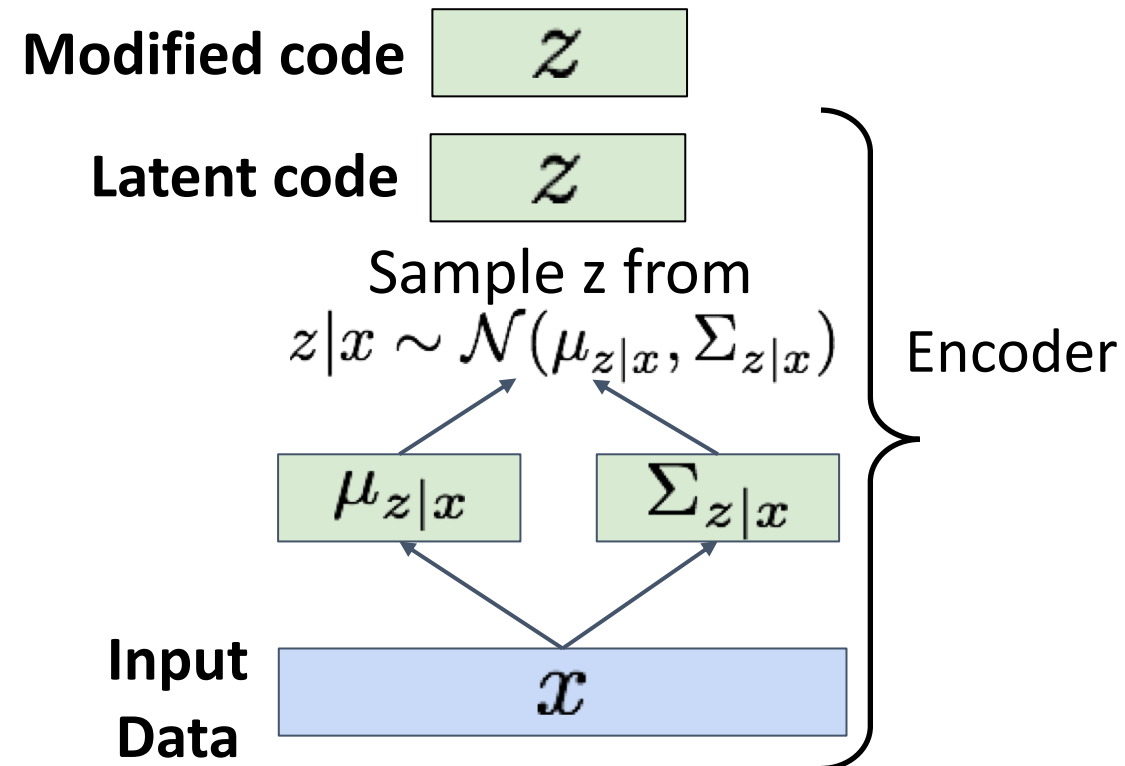 Modified code z
Latent code z
Sample z from
z|x ∼ 𝒩(μ_{z|x}, Σ_{z|x})
Encoder
μ_{z|x} Σ_{z|x}
Input
Data
x